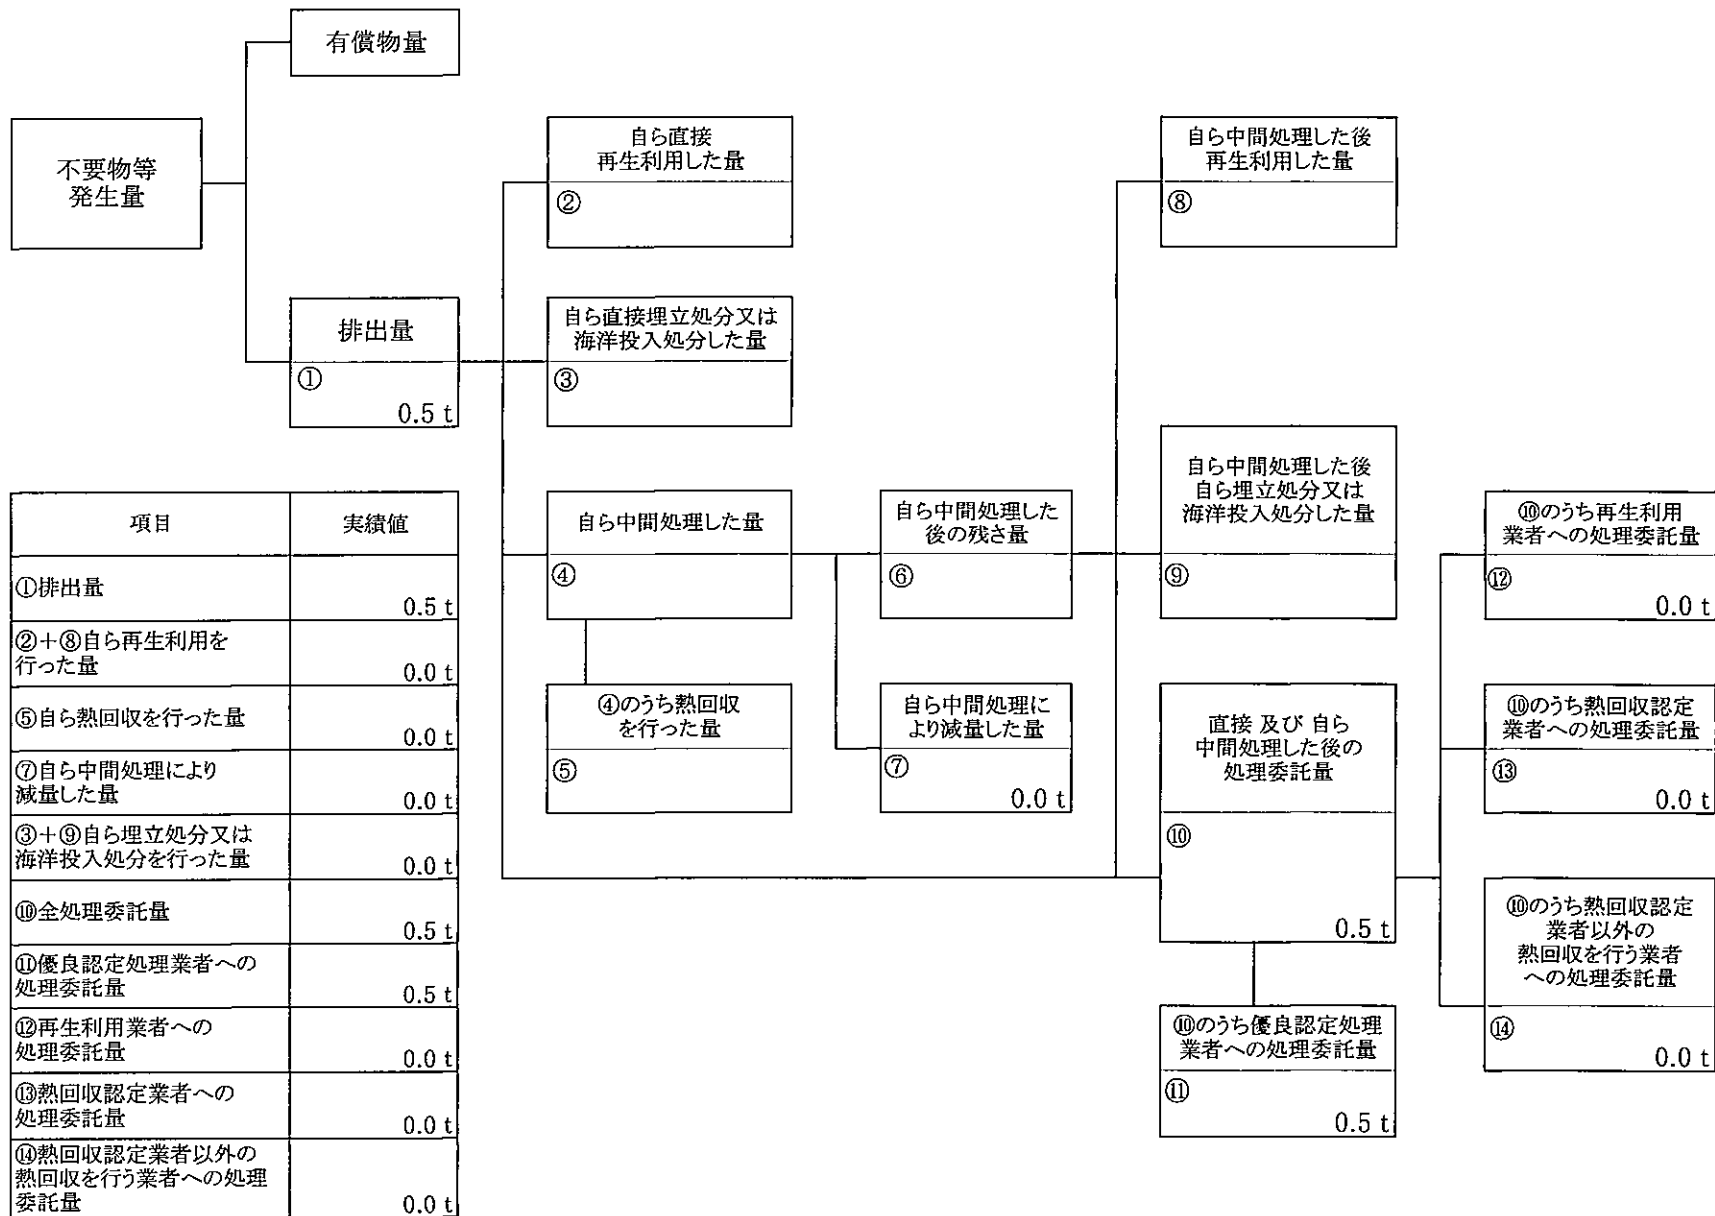 有償物量
不要物等
発生量
自ら直接
再生利用した量
②
自ら中間処理した後
再生利用した量
⑧
排出量
①
0.5 t
自ら直接埋立処分又は
海洋投入処分した量
③
自ら中間処理した量
④
自ら中間処理した
後の残さ量
⑥
自ら中間処理した後
自ら埋立処分又は
海洋投入処分した量
⑨
⑩のうち再生利用
業者への処理委託量
⑫
0.0 t
④のうち熱回収
を行った量
⑤
自ら中間処理に
より減量した量
⑦
0.0 t
直接 及び 自ら
中間処理した後の
処理委託量
⑩
0.5 t
⑩のうち熱回収認定
業者への処理委託量
⑬
0.0 t
⑩のうち熱回収認定
業者以外の
熱回収を行う業者
への処理委託量
⑭
0.0 t
⑩のうち優良認定処理
業者への処理委託量
⑪
0.5 t
項目 実績値
①排出量
0.5 t
②+⑧自ら再生利用を
行った量
0.0 t
⑤自ら熱回収を行った量
0.0 t
⑦自ら中間処理により
減量した量
0.0 t
③+⑨自ら埋立処分又は
海洋投入処分を行った量
0.0 t
⑩全処理委託量
0.5 t
⑪優良認定処理業者への
処理委託量
0.5 t
⑫再生利用業者への
処理委託量
0.0 t
⑬熱回収認定業者への
処理委託量
0.0 t
⑭熱回収認定業者以外の
熱回収を行う業者への処理
委託量
0.0 t